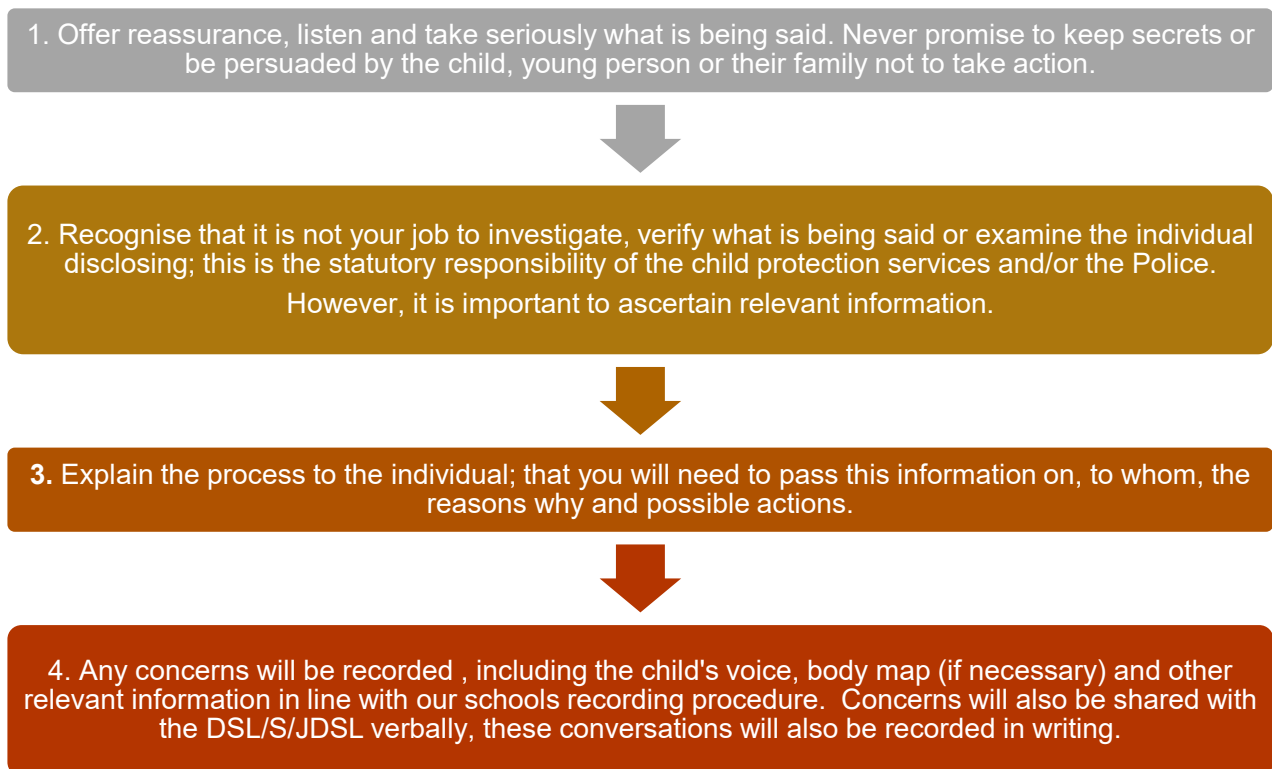 1. Offer reassurance, listen and take seriously what is being said. Never promise to keep secrets or
be persuaded by the child, young person or their family not to take action.
2. Recognise that it is not your job to investigate, verify what is being said or examine the individual
disclosing; this is the statutory responsibility of the child protection services and/or the Police.
However, it is important to ascertain relevant information.
3. Explain the process to the individual; that you will need to pass this information on, to whom, the
reasons why and possible actions.
4. Any concerns will be recorded , including the child's voice, body map (if necessary) and other
relevant information in line with our schools recording procedure.  Concerns will also be shared with
the DSL/S/JDSL verbally, these conversations will also be recorded in writing.